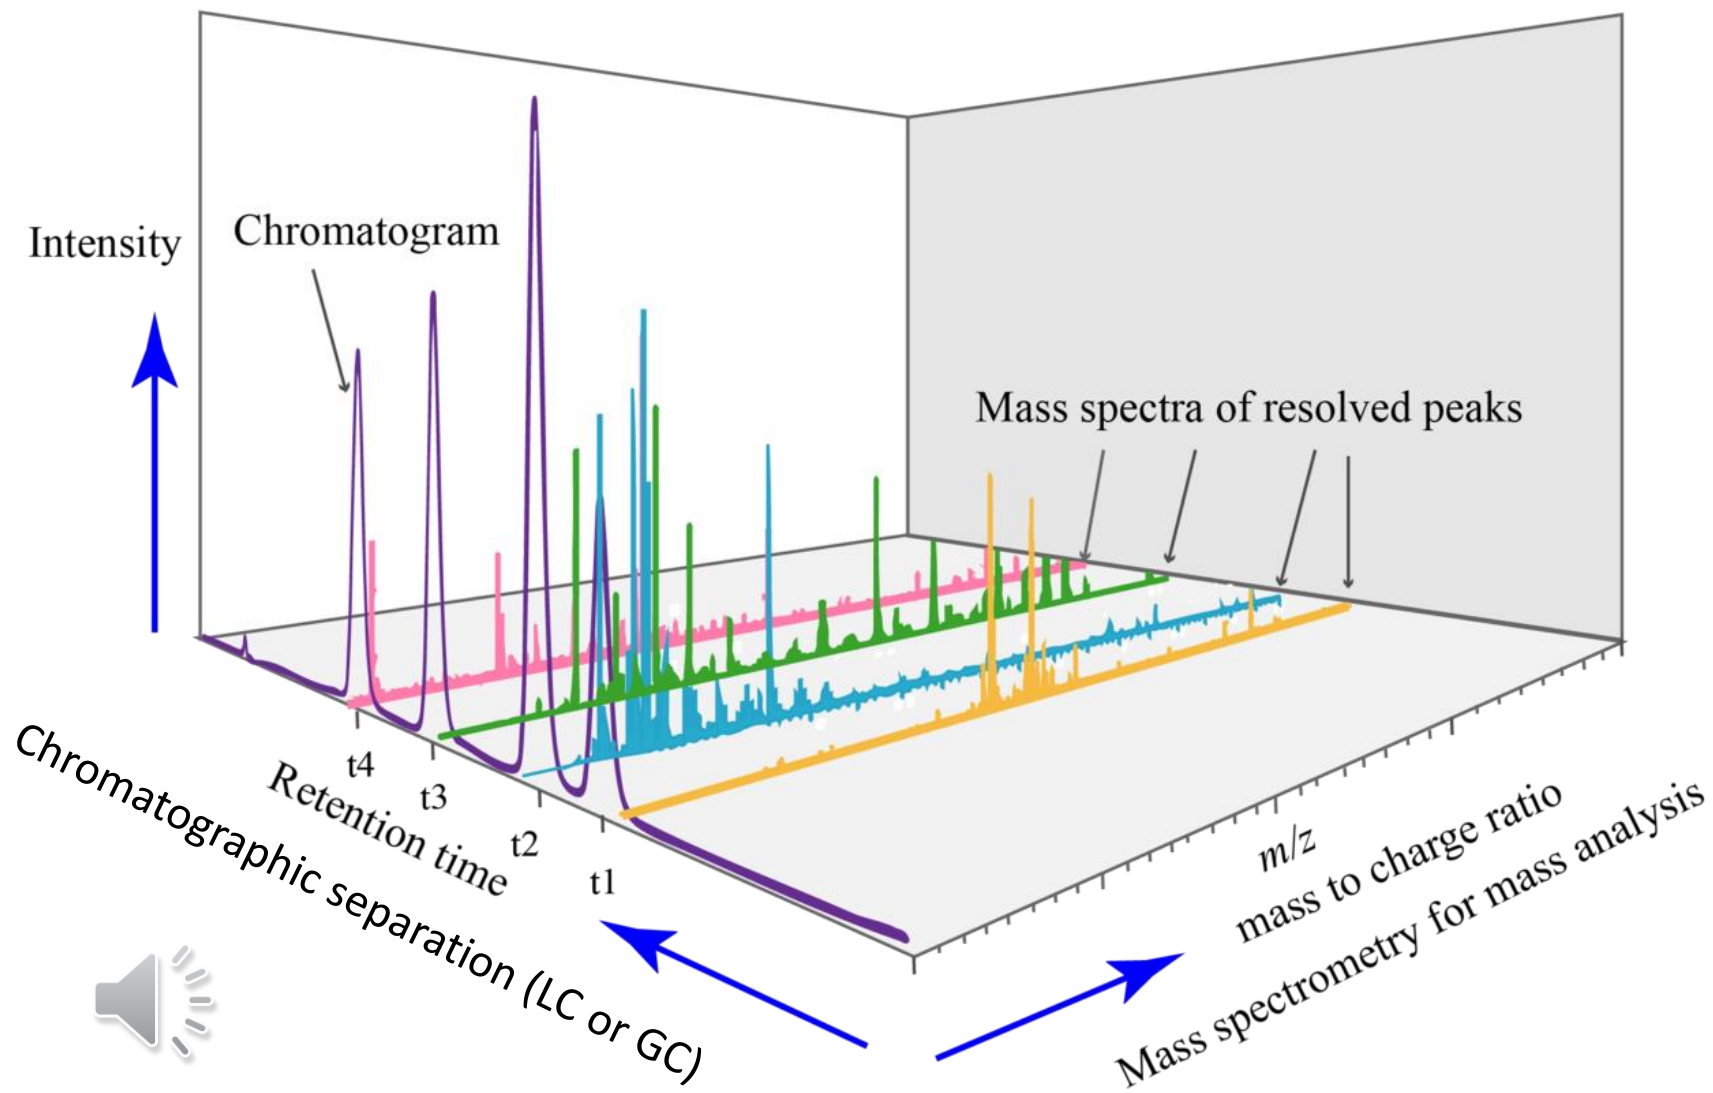 Intensity
Chromatogram
Mass spectra of resolved peaks
t4
t3
t2
t1
Retention time
Chromatographic separation (LC or GC)
m/z
mass to charge ratio
Mass spectrometry for mass analysis